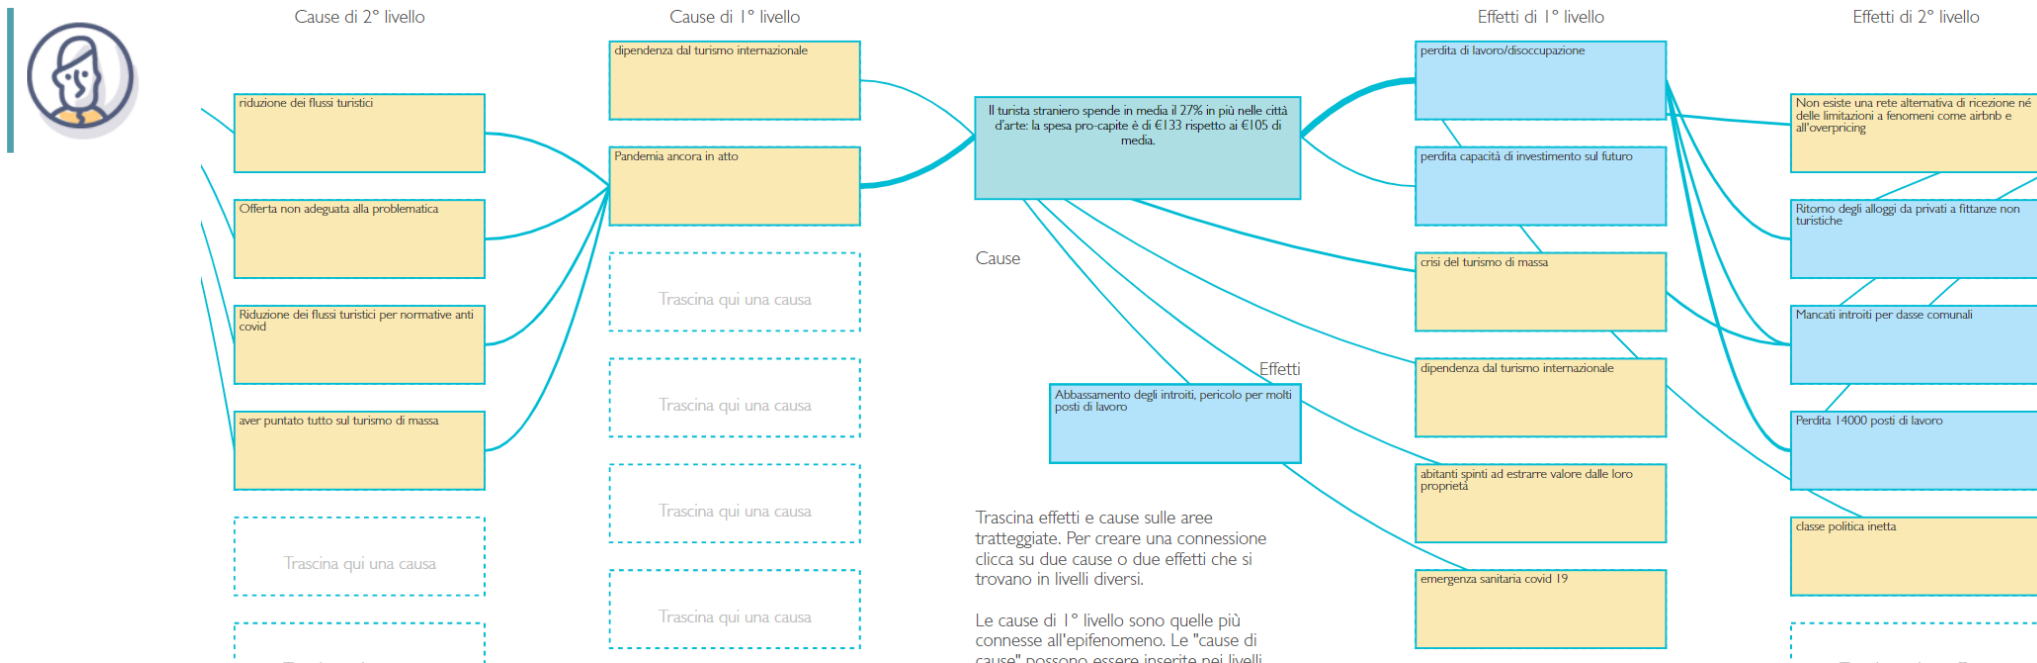 Cause di 2° livello
Cause di 1° livello
Effetti di 1° livello
Effetti di 2° livello
riduzione dei flussi turistici
Offerta non adeguata alla problematica
Riduzione dei flussi turistici per normative anti
covid
aver puntato tutto sul turismo di massa
Trascina qui una causa
dipendenza dal turismo internazionale
Pandemia ancora in atto
Trascina qui una causa
Trascina qui una causa
Trascina qui una causa
Trascina qui una causa
Il turista straniero spende in media il 27% in più nelle città
d'arte: la spesa pro-capite è di €133 rispetto ai €105 di
media.
Cause
Effetti
Abbassamento degli introiti, pericolo per molti
posti di lavoro
Trascina effetti e cause sulle aree
tratteggiate. Per creare una connessione
clicca su due cause o due effetti che si
trovano in livelli diversi.
Le cause di 1° livello sono quelle più
connesse all'epifenomeno. Le "cause di
cause" possono essere inserite nei livelli
perdita di lavoro/disoccupazione
perdita capacità di investimento sul futuro
crisi del turismo di massa
dipendenza dal turismo internazionale
abitanti spinti ad estrarre valore dalle loro
proprietà
emergenza sanitaria covid 19
Non esiste una rete alternativa di ricezione né
delle limitazioni a fenomeni come airbnb e
all'overpricing
Ritorno degli alloggi da privati a fittanze non
turistiche
Mancati introiti per dasse comunali
Perdita 14000 posti di lavoro
classe politica inetta